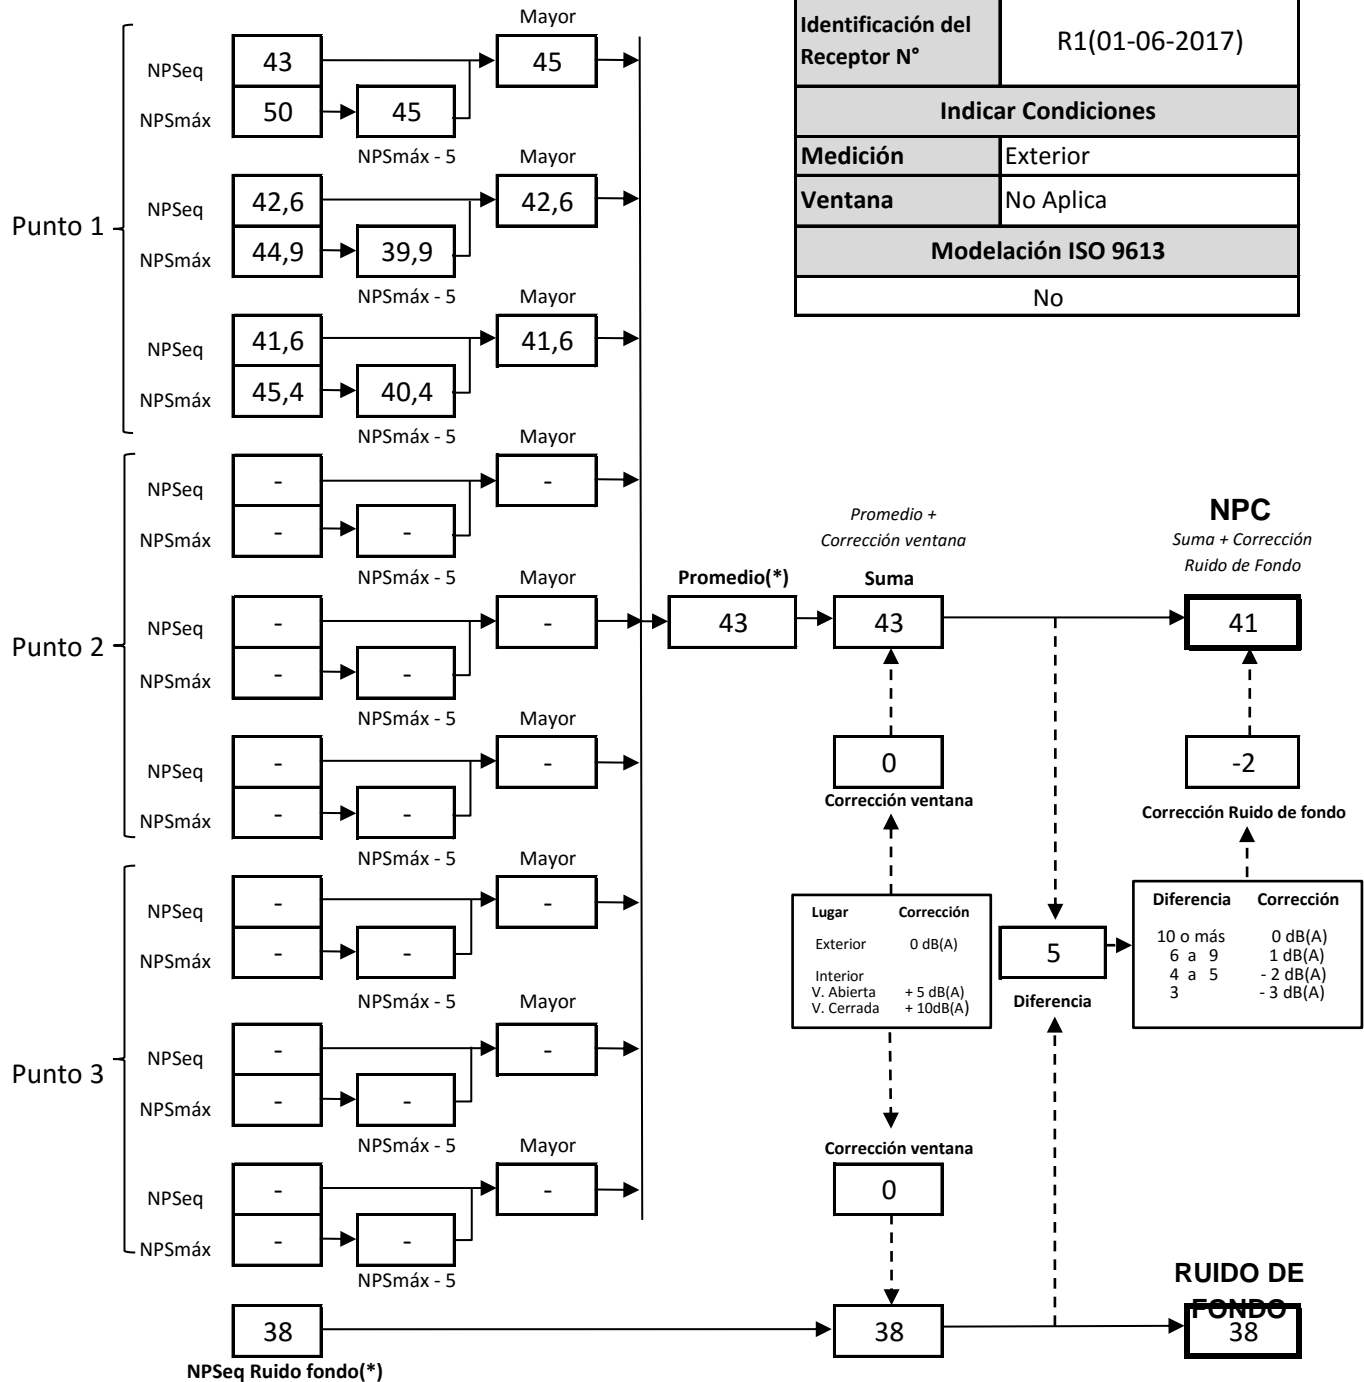 Identificación del
Receptor N°
R1(01-06-2017)
Indicar Condiciones
Medición Exterior
Ventana No Aplica
Modelación ISO 9613
No
Punto 1
Mayor
NPSeq 43 45
NPSmáx 50 45
NPSmáx - 5 Mayor
NPSeq 42,6 42,6
NPSmáx 44,9 39,9
NPSmáx - 5 Mayor
NPSeq 41,6 41,6
NPSmáx 45,4 40,4
NPSmáx - 5 Mayor
Punto 2
NPSeq - -
NPSmáx - -
NPSmáx - 5 Mayor
NPSeq - -
NPSmáx - -
NPSmáx - 5 Mayor
NPSeq - -
NPSmáx - -
NPSmáx - 5 Mayor
Punto 3
NPSeq - -
NPSmáx - -
NPSmáx - 5 Mayor
NPSeq - -
NPSmáx - -
NPSmáx - 5 Mayor
NPSeq - -
NPSmáx - -
NPSmáx - 5
Promedio(*)
43
Promedio +
Corrección ventana
Suma
43
0
Corrección ventana
Lugar Corrección
Exterior 0 dB(A)
Interior
V. Abierta + 5 dB(A)
V. Cerrada + 10dB(A)
Corrección ventana
0
5
Diferencia
NPC
Suma + Corrección
Ruido de Fondo
41
-2
Corrección Ruido de fondo
Diferencia Corrección
10 o más 0 dB(A)
6 a 9 1 dB(A)
4 a 5 - 2 dB(A)
3 - 3 dB(A)
38
NPSeq Ruido fondo(*)
38
RUIDO DE
FONDO
38